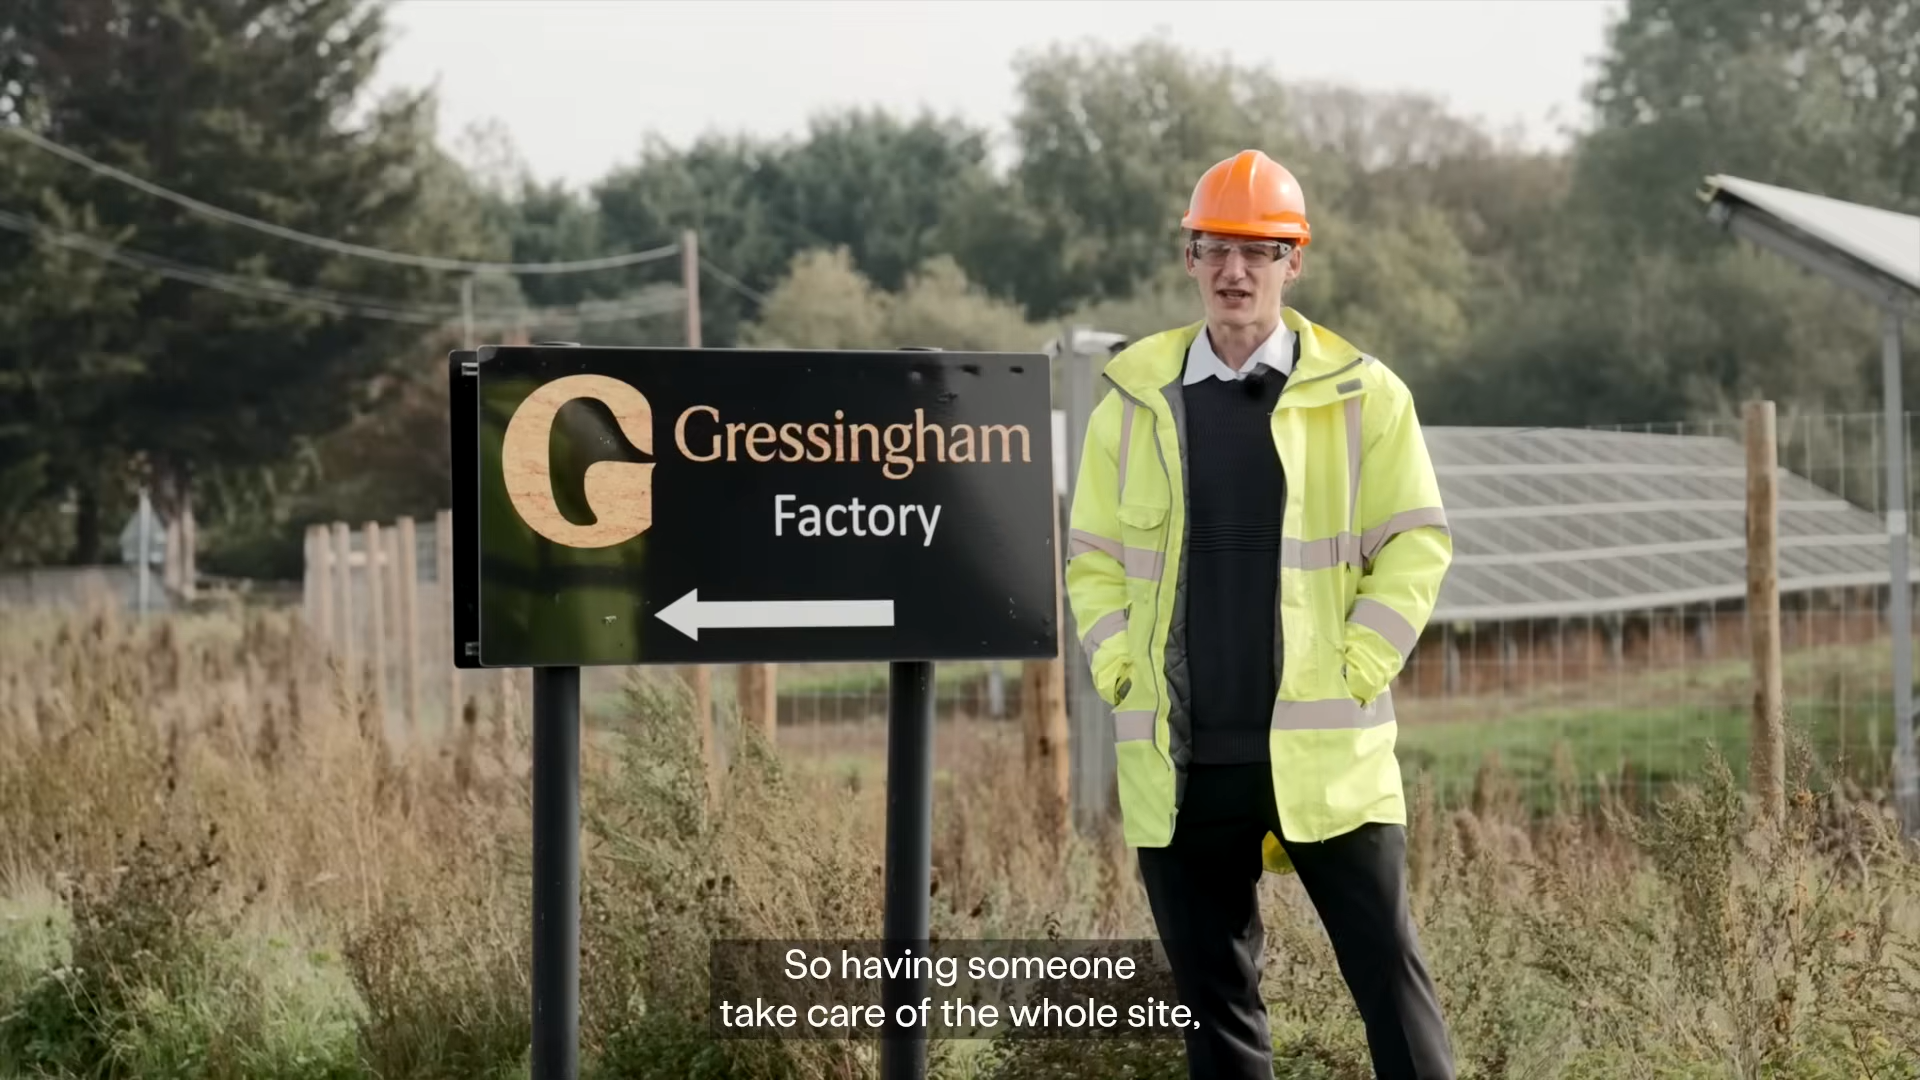 G Gressingham
Factory
So having someone
take care of the whole site,